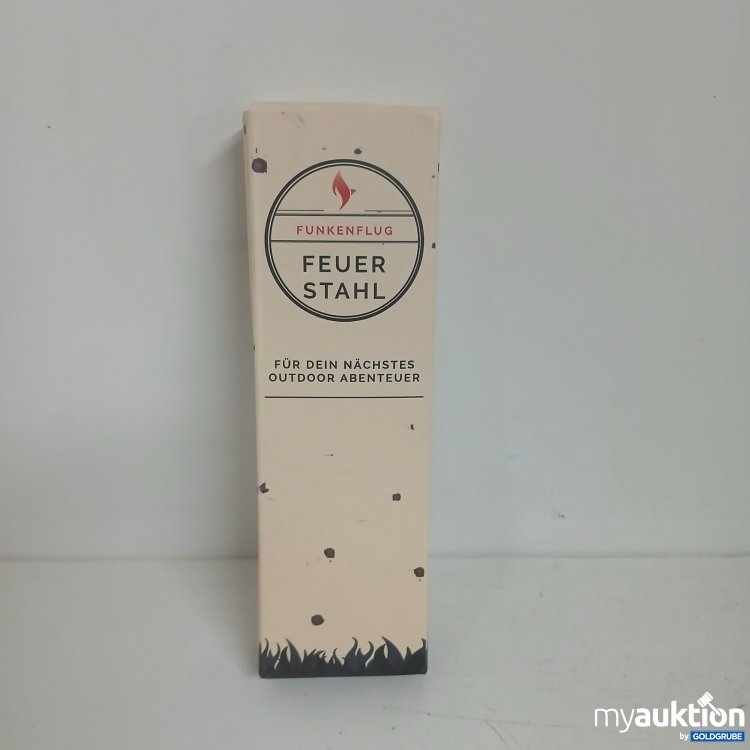 FUNKENFLUG
FEUER
STAHL
FÜR DEIN NÄCHSTES
OUTDOOR ABENTEUER
myauktion
by GOLDGRUBE